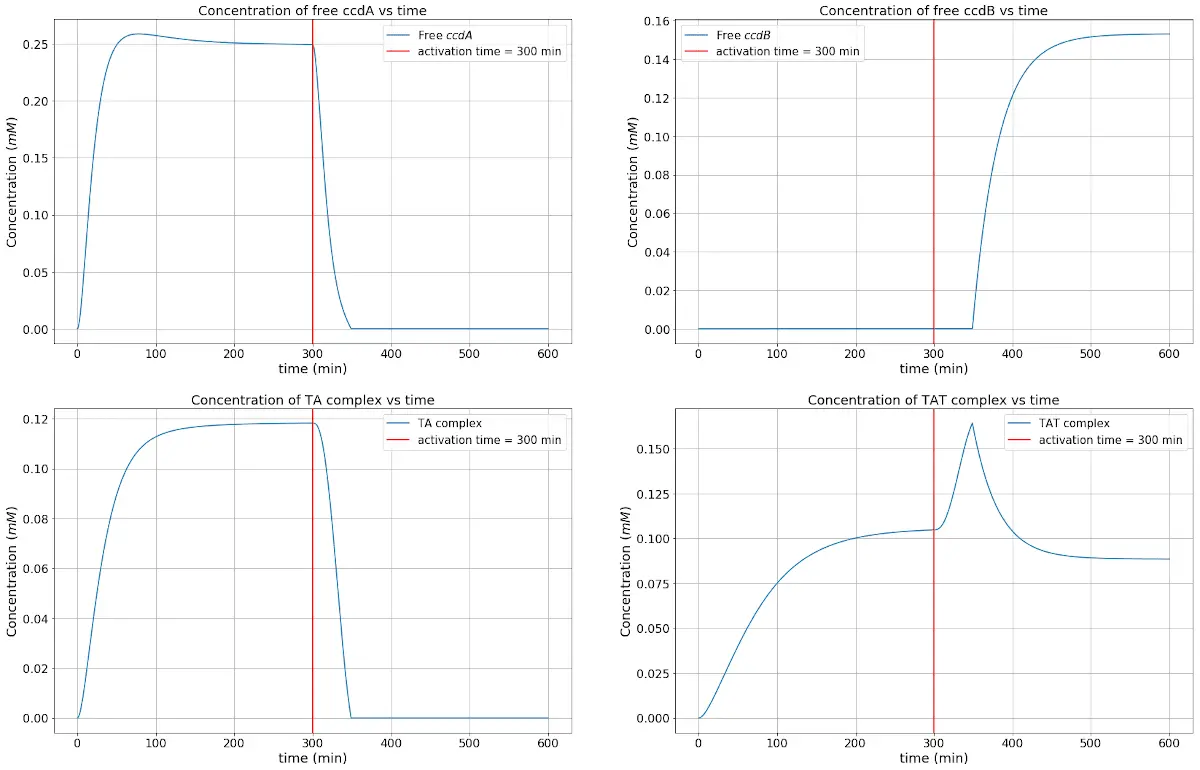 Concentration of free ccdA vs time
Free ccdA
activation time = 300 min
Concentration (mM)
0.25
0.20
0.15
0.10
0.05
0.00
0 100 200 300 400 500 600
time (min)
Concentration of free ccdB vs time
Free ccdB
activation time = 300 min
Concentration (mM)
0.16
0.14
0.12
0.10
0.08
0.06
0.04
0.02
0.00
0 100 200 300 400 500 600
time (min)
Concentration of TA complex vs time
TA complex
activation time = 300 min
Concentration (mM)
0.12
0.10
0.08
0.06
0.04
0.02
0.00
0 100 200 300 400 500 600
time (min)
Concentration of TAT complex vs time
TAT complex
activation time = 300 min
Concentration (mM)
0.150
0.125
0.100
0.075
0.050
0.025
0.000
0 100 200 300 400 500 600
time (min)